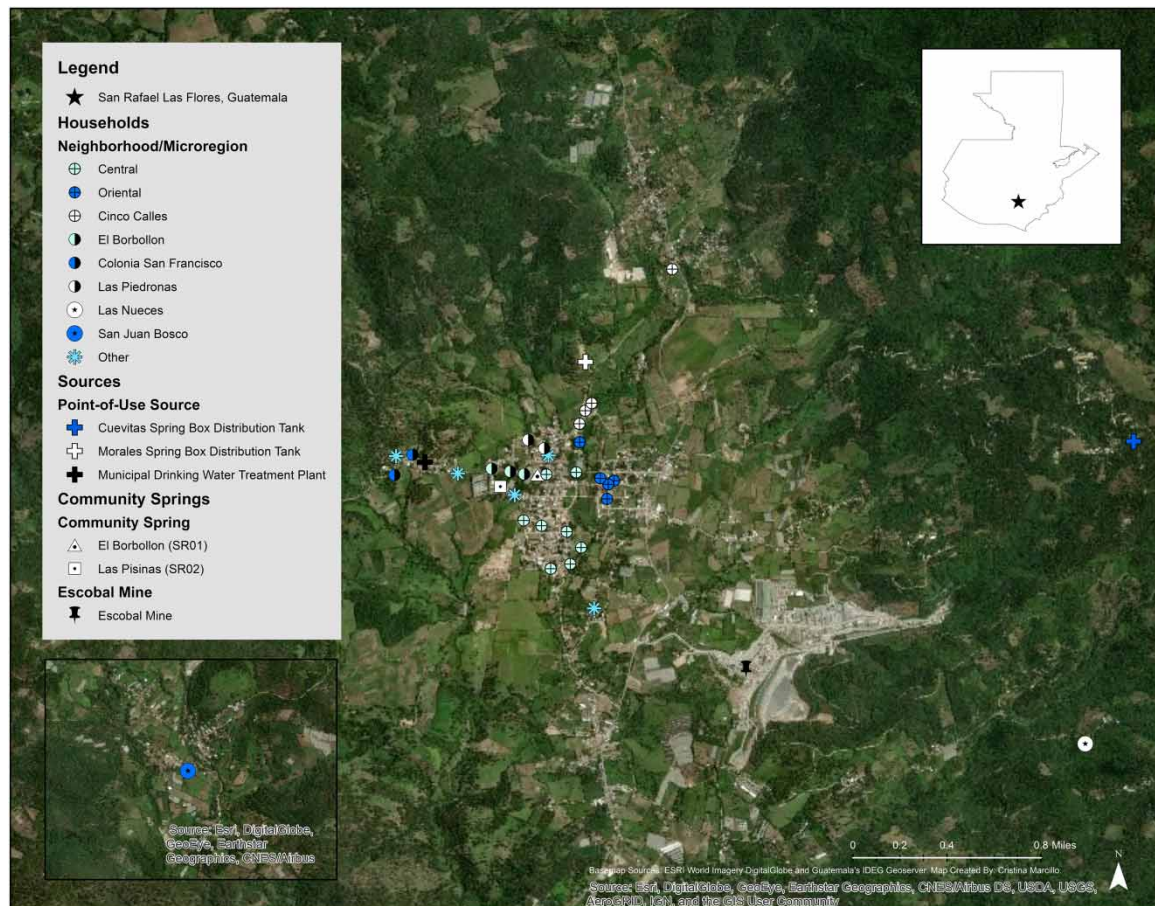 Legend
San Rafael Las Flores, Guatemala
Households
Neighborhood/Microregion
Central
Oriental
Cinco Calles
El Borbollon
Colonia San Francisco
Las Piedronas
Las Nueces
San Juan Bosco
Other
Sources
Point-of-Use Source
Cuevitas Spring Box Distribution Tank
Morales Spring Box Distribution Tank
Municipal Drinking Water Treatment Plant
Community Springs
Community Spring
El Borbollon (SR01)
Las Pisinas (SR02)
Escobal Mine
Escobal Mine
Source: Esri, DigitalGlobe,
GeoEye, Earthstar
Geographics, CNES/Airbus
0 0.4 0.8 Miles
N
Basemap Sources: ESRI World Imagery DigitalGlobe and Guatemala's IDEG Geoserver. Map Created By: Cristina Marcillo.
Source: Esri, DigitalGlobe, GeoEye, Earthstar Geographics, CNES/Airbus DS, USDA, USGS,
AeroGRID, IGN, and the GIS User Community